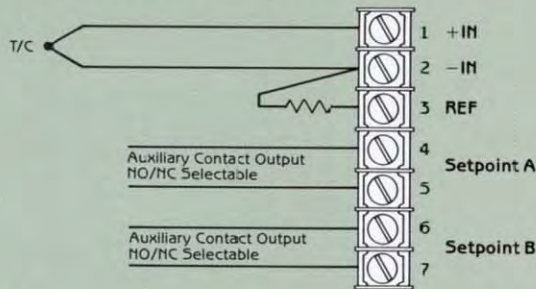 1 +IN
T/C
2 -IN
3 REF
4
Auxiliary Contact Output
NO/NC Selectable
Setpoint A
5
6
Auxiliary Contact Output
NO/NC Selectable
Setpoint B
7